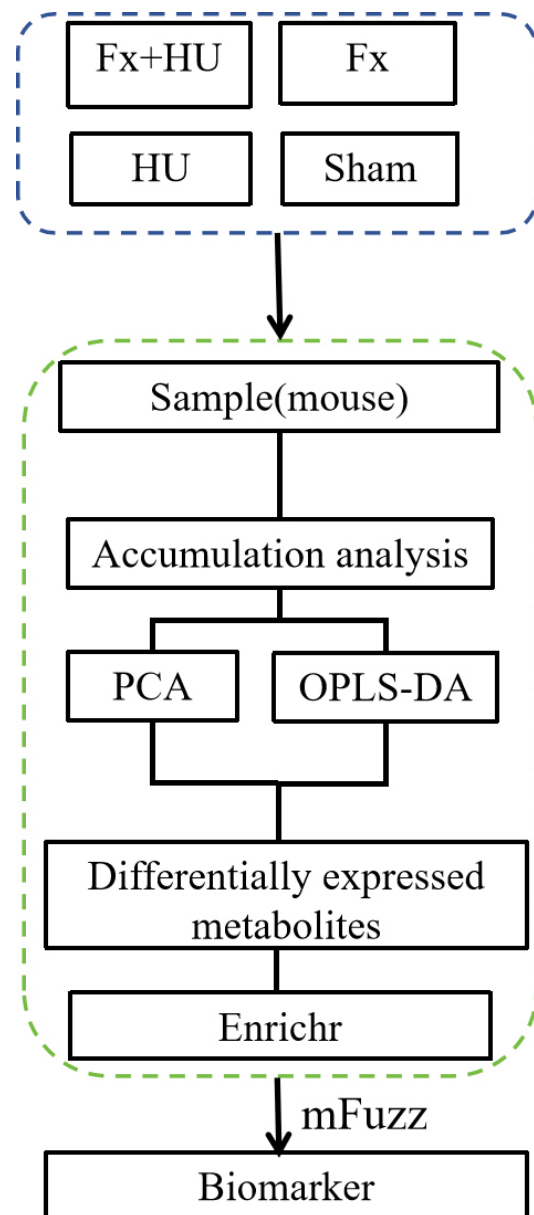 Fx+HU
Fx
HU
Sham
Sample(mouse)
Accumulation analysis
PCA
OPLS-DA
Differentially expressed
metabolites
Enrichr
mFuzz
Biomarker